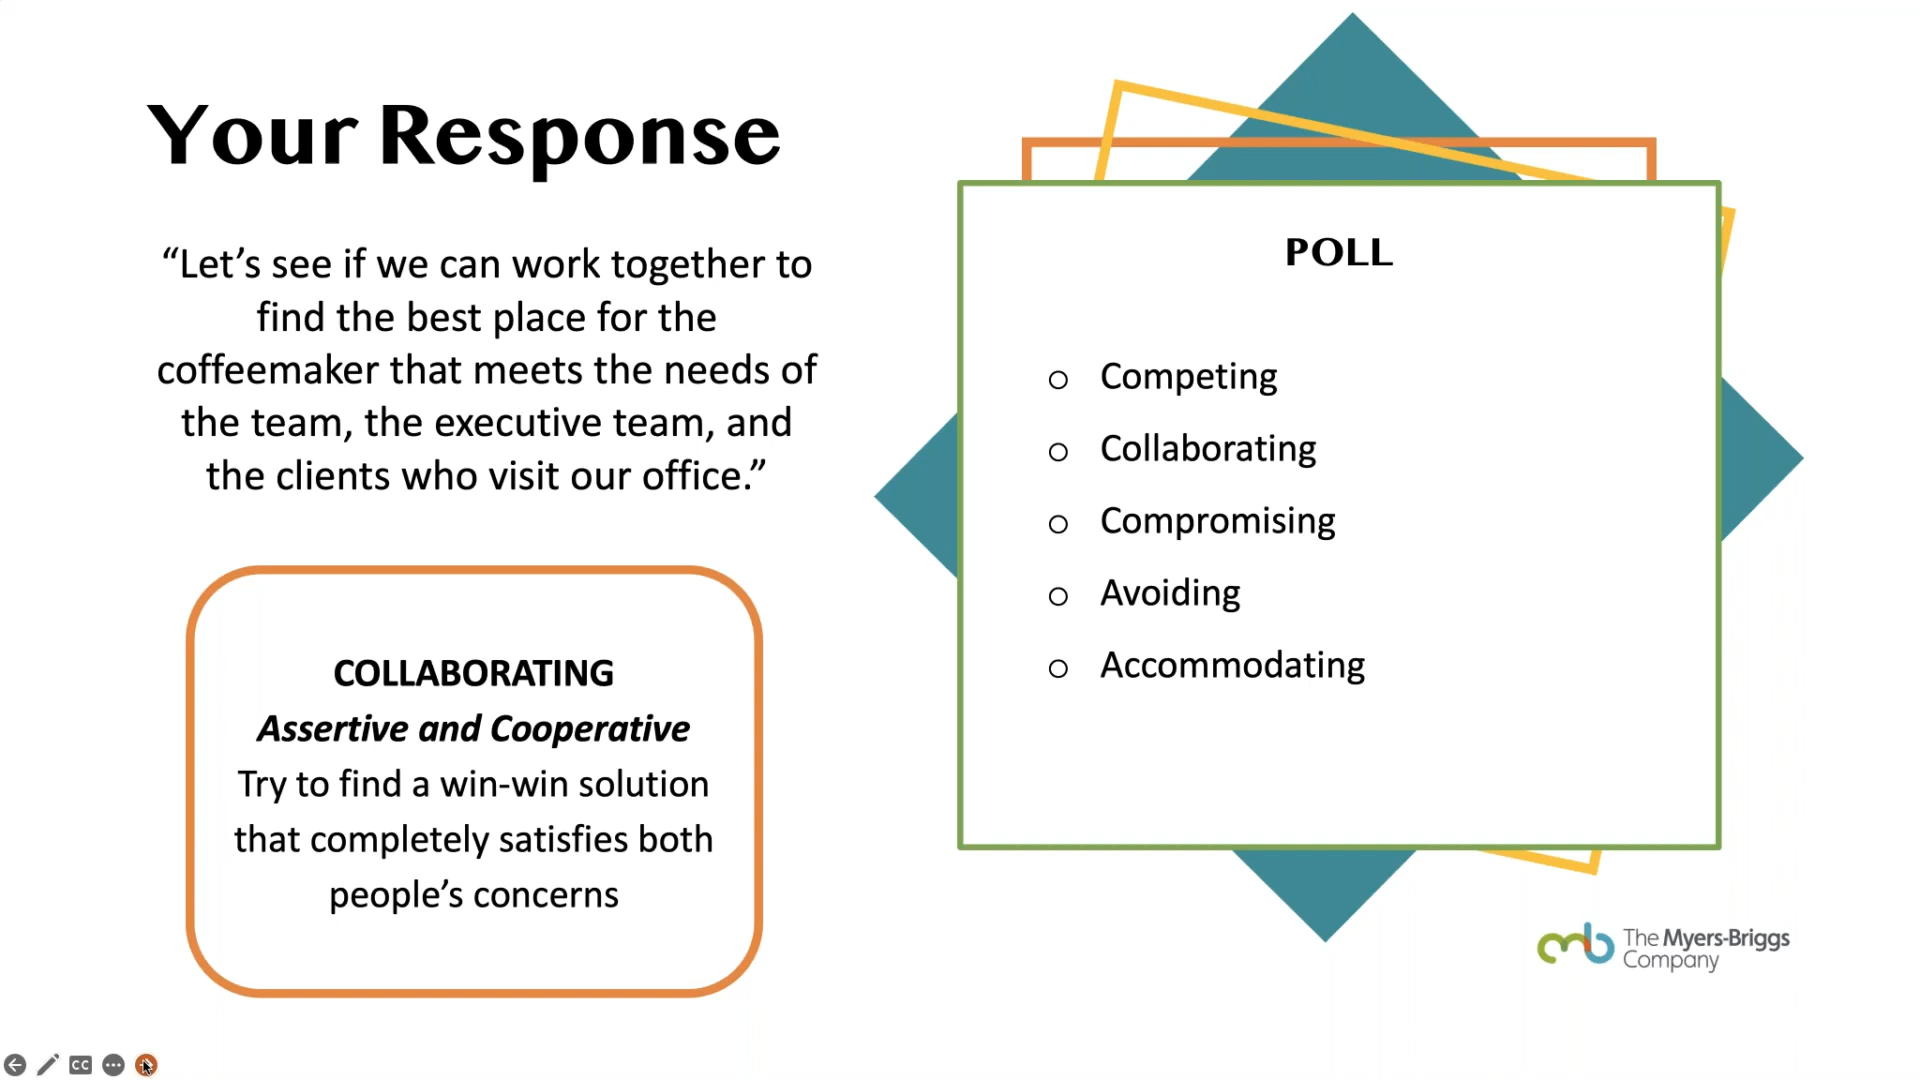 Your Response
“Let’s see if we can work together to
find the best place for the
coffeemaker that meets the needs of
the team, the executive team, and
the clients who visit our office.”
COLLABORATING
Assertive and Cooperative
Try to find a win-win solution
that completely satisfies both
people’s concerns
POLL
Competing
Collaborating
Compromising
Avoiding
Accommodating
mb The Myers-Briggs
Company
CC